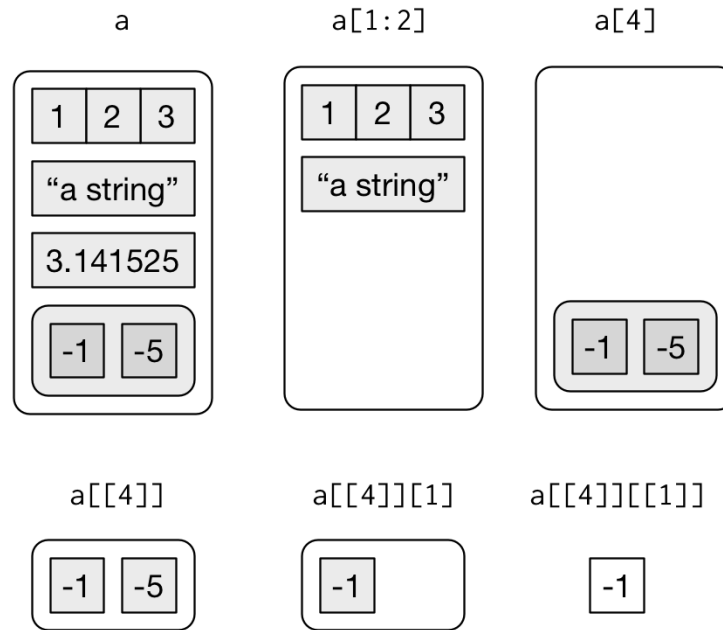 a a[1:2] a[4]
1 2 3 1 2 3
“a string” “a string”
3.141525
-1 -5 -1 -5
a[[4]] a[[4]][1] a[[4]][[1]]
-1 -5 -1 -1